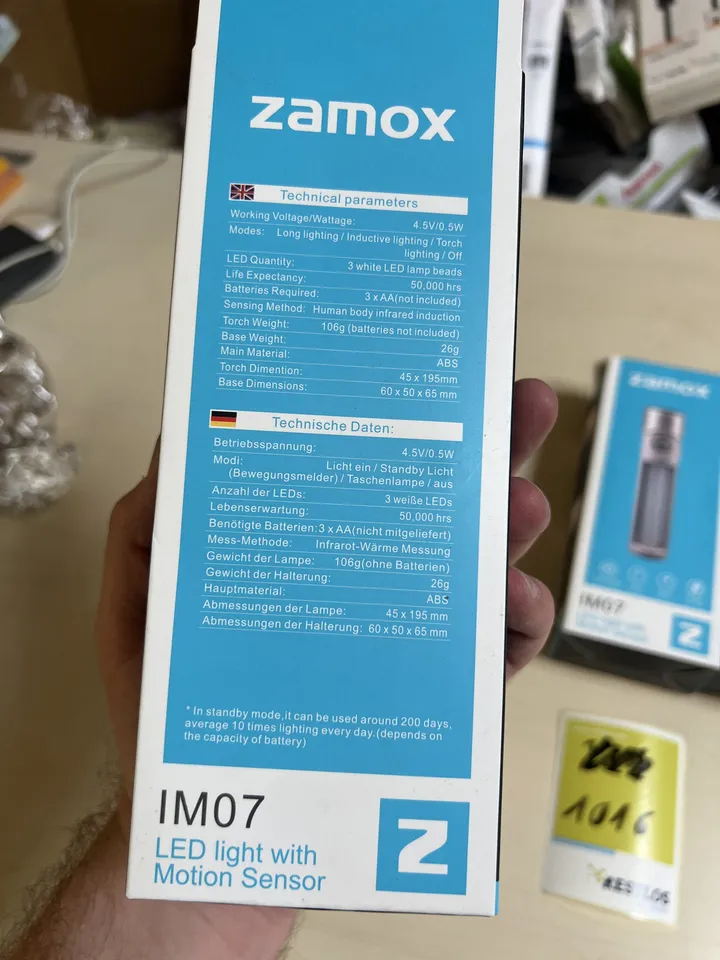 zamox
Technical parameters
Working Voltage/Wattage: 4.5V/0.5W
Modes: Long lighting / Inductive lighting / Torch
lighting / Off
LED Quantity: 3 white LED lamp beads
Life Expectancy: 50,000 hrs
Batteries Required: 3 x AA(not included)
Sensing Method: Human body infrared induction
Torch Weight: 106g (batteries not included)
Base Weight: 26g
Main Material: ABS
Torch Dimention: 45 x 195mm
Base Dimensions: 60 x 50 x 65 mm
Technische Daten:
Betriebsspannung: 4.5V/0.5W
Modi: Licht ein / Standby Licht
(Bewegungsmelder) / Taschenlampe / aus
Anzahl der LEDs: 3 weiße LEDs
Lebenserwartung: 50,000 hrs
Benötigte Batterien: 3 x AA(nicht mitgeliefert)
Mess-Methode: Infrarot-Wärme Messung
Gewicht der Lampe: 106g(ohne Batterien)
Gewicht der Halterung: 26g
Hauptmaterial: ABS
Abmessungen der Lampe: 45 x 195 mm
Abmessungen der Halterung: 60 x 50 x 65 mm
* In standby mode,it can be used around 200 days,
average 10 times lighting every day.(depends on
the capacity of battery)
IM07
LED light with
Motion Sensor
Z
zamox
IM07
LED light with
Motion Sensor
Z
1016